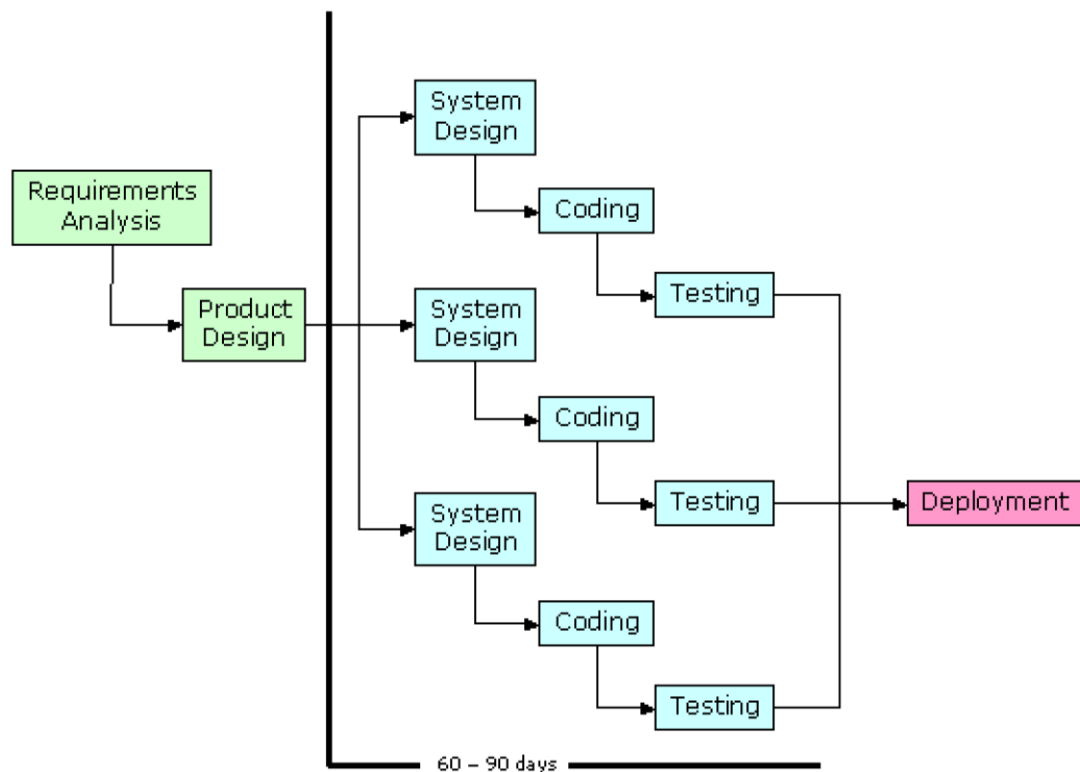 Requirements
Analysis
Product
Design
System
Design
Coding
Testing
System
Design
Coding
Testing
System
Design
Coding
Testing
Deployment
60 – 90 days